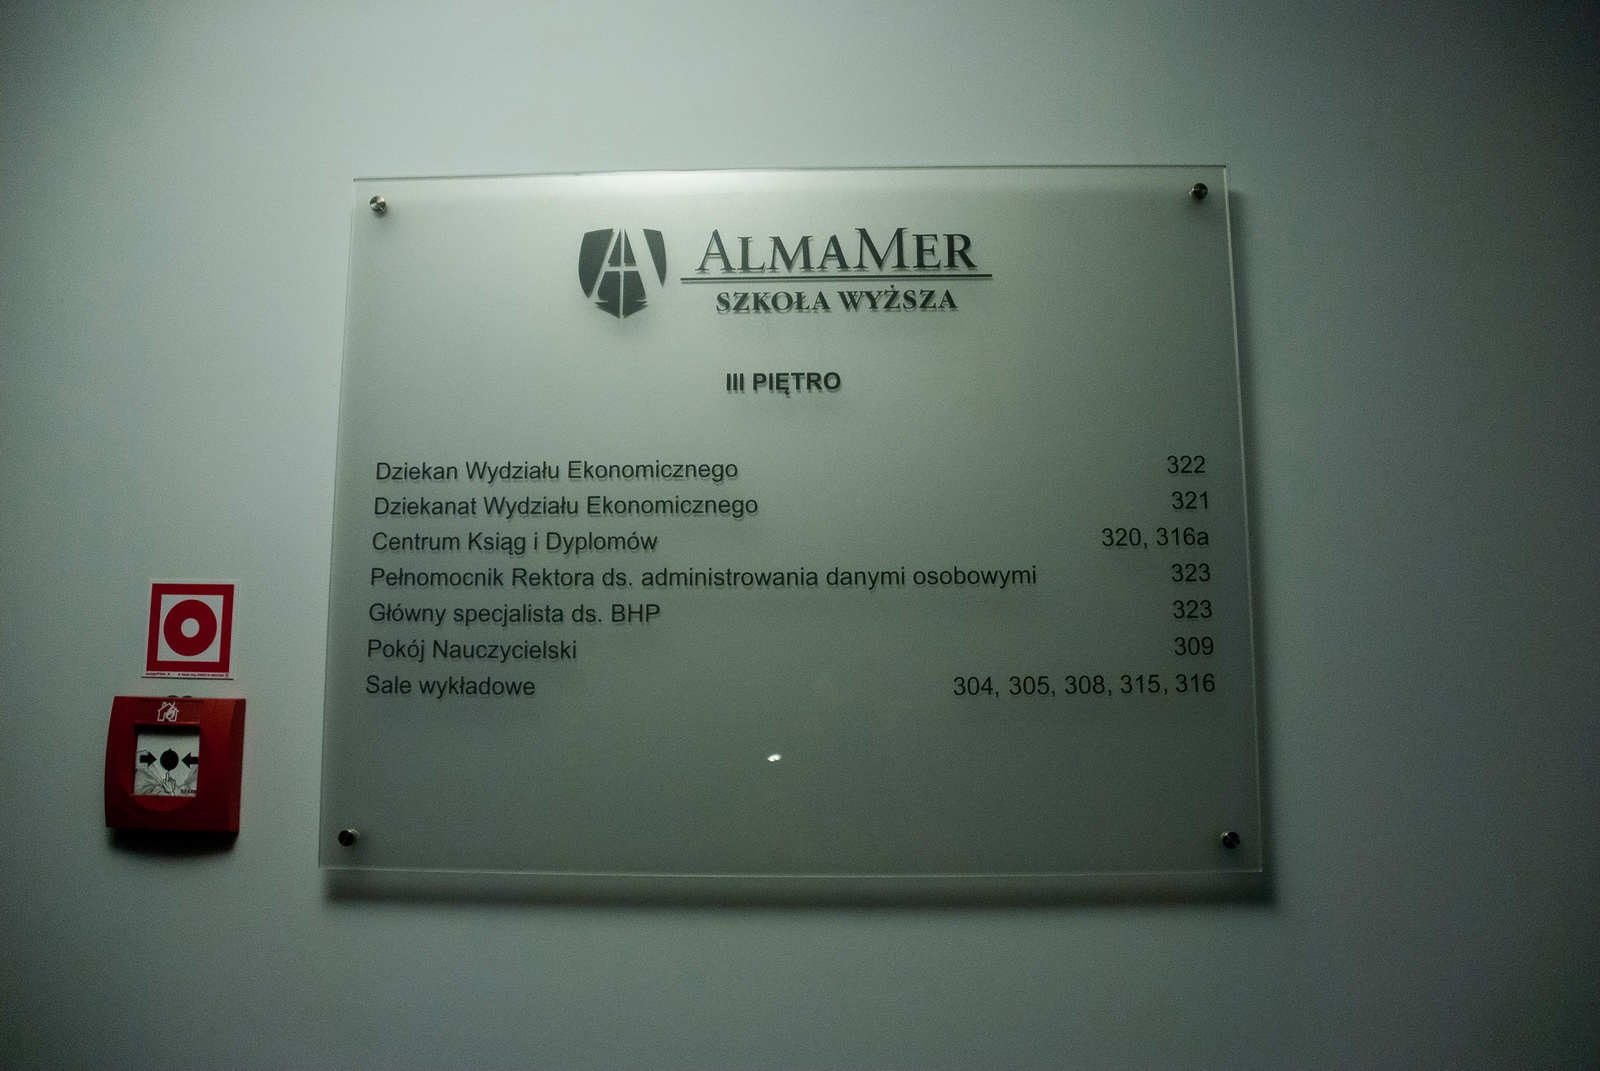 ALMAMER
SZKOŁA WYŻSZA
III PIĘTRO
Dziekan Wydziału Ekonomicznego 322
Dziekanat Wydziału Ekonomicznego 321
Centrum Ksiąg i Dyplomów 320, 316a
Pełnomocnik Rektora ds. administrowania danymi osobowymi 323
Główny specjalista ds. BHP 323
Pokój Nauczycielski 309
Sale wykładowe 304, 305, 308, 315, 316